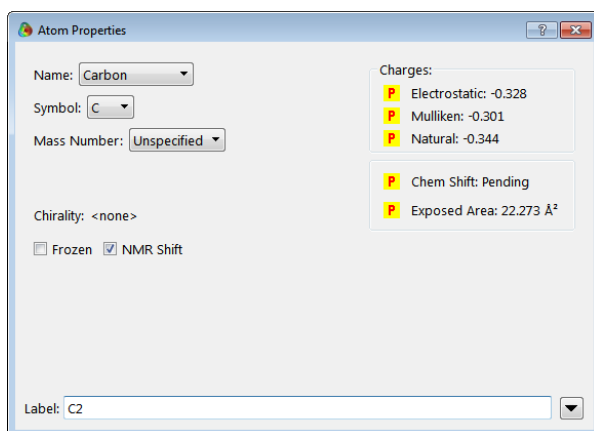 Atom Properties
Name: Carbon
Symbol: C
Mass Number: Unspecified
Chirality: <none>
Frozen
NMR Shift
Charges:
P Electrostatic: -0.328
P Mulliken: -0.301
P Natural: -0.344
P Chem Shift: Pending
P Exposed Area: 22.273 Å²
Label: C2